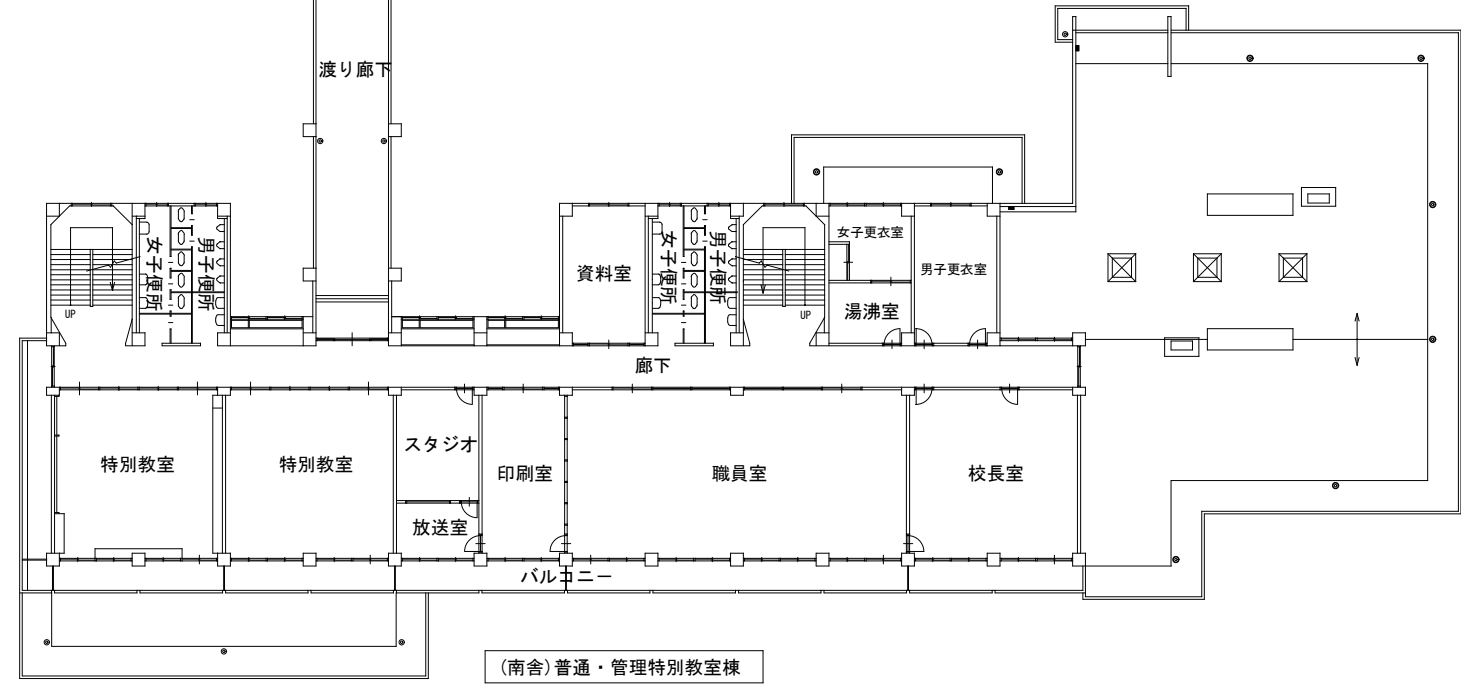 渡り廊下
女子便所
男子便所
資料室
女子便所
男子便所
女子更衣室
男子更衣室
湯沸室
UP
UP
廊下
特別教室
特別教室
スタジオ
放送室
印刷室
職員室
校長室
バルコニー
(南舎)普通・管理特別教室棟